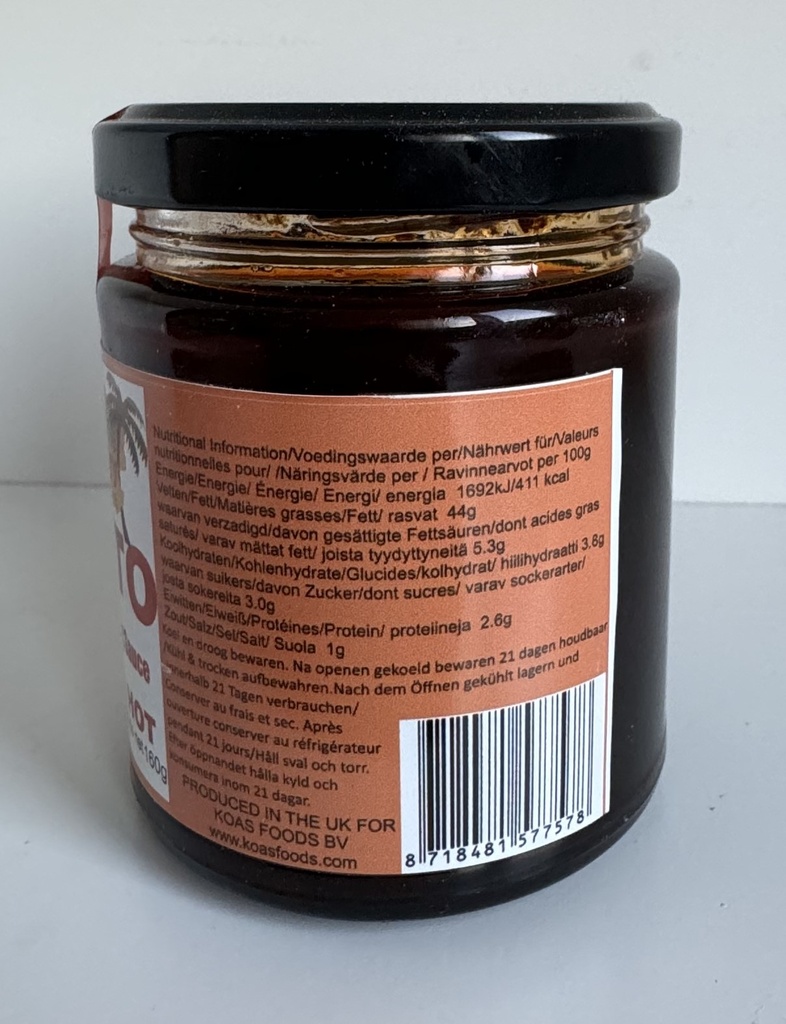 Nutritional Information/Voedingswaarde per/Nährwert für/Valeurs
nutritionnelles pour/ /Näringsvärde per / Ravinnearvot per 100g
Energie/Energie/ Énergie/ Energi/ energia 1692kJ/411 kcal
Vetten/Fett/Matières grasses/Fett/ rasvat 44g
waarvan verzadigd/davon gesättigte Fettsäuren/dont acides gras
saturés/ varav mättat fett/ joista tyydyttyneitä 5.3g
Koolhydraten/Kohlenhydrate/Glucides/kolhydrat/ hiilihydraatti 3.8g
waarvan suikers/davon Zucker/dont sucres/ varav sockerarter/
josta sokereita 3.0g
Eiwitten/Eiweiß/Protéines/Protein/ proteiineja 2.6g
Zout/Salz/Sel/Salt/ Suola 1g
Koel en droog bewaren. Na openen gekoeld bewaren 21 dagen houdbaar
/Kühl & trocken aufbewahren.Nach dem Öffnen gekühlt lagern und
innerhalb 21 Tagen verbrauchen/
Conserver au frais et sec. Après
ouverture conserver au réfrigérateur
pendant 21 jours/Håll sval och torr.
Efter öppnandet hålla kyld och
konsumera inom 21 dagar.
PRODUCED IN THE UK FOR
KOAS FOODS BV
www.koasfoods.com
8 718481 577578
TO
Sauce
HOT
160g